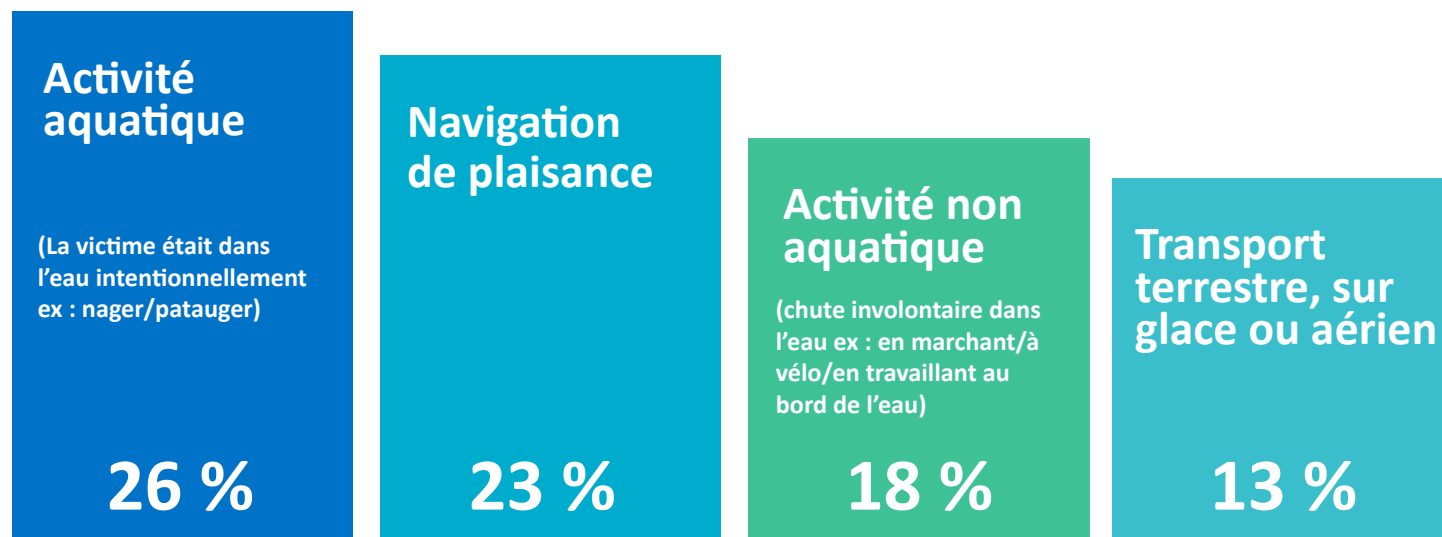 Activité
aquatique
(La victime était dans
l’eau intentionnellement
ex : nager/patauger)
26 %
Navigation
de plaisance
23 %
Activité non
aquatique
(chute involontaire dans
l’eau ex : en marchant/à
vélo/en travaillant au
bord de l’eau)
18 %
Transport
terrestre, sur
glace ou aérien
13 %